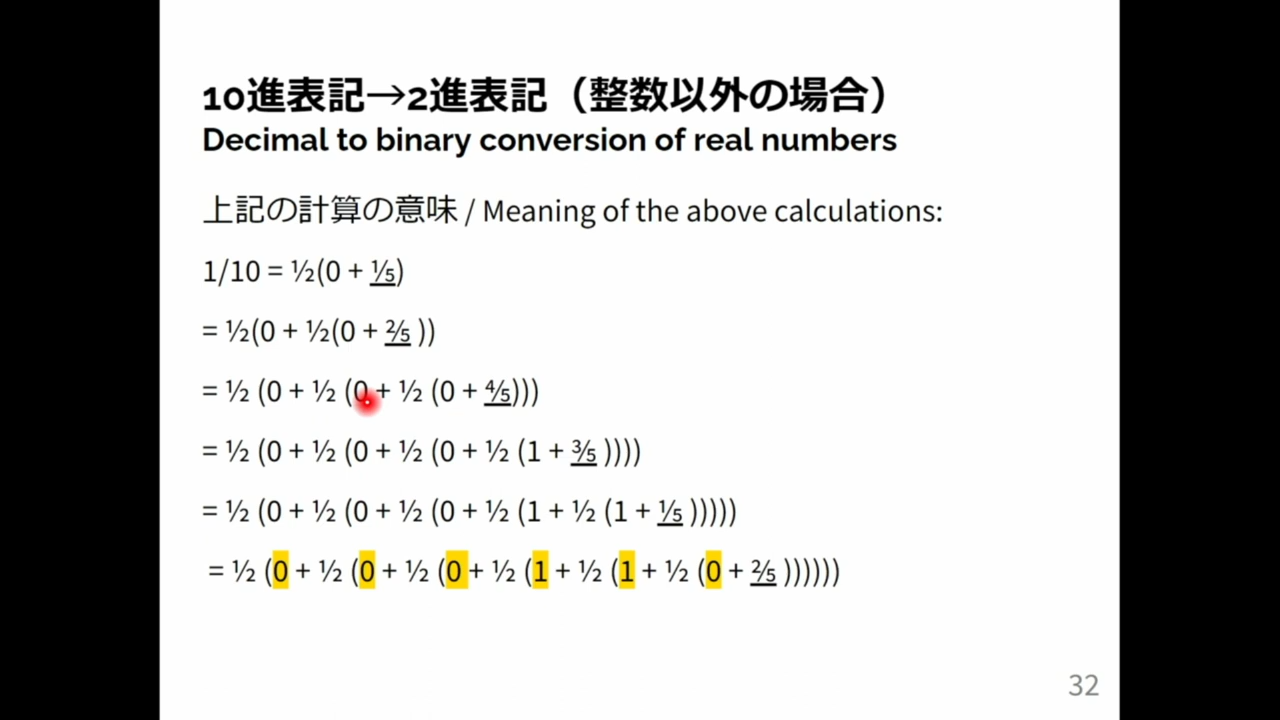 10進表記→2進表記（整数以外の場合）
Decimal to binary conversion of real numbers
上記の計算の意味 / Meaning of the above calculations:
1/10 = ½(0 + ⅕)
= ½(0 + ½(0 + ⅖ ))
= ½ (0 + ½ (0 + ½ (0 + ⅘)))
= ½ (0 + ½ (0 + ½ (0 + ½ (1 + ⅗ ))))
= ½ (0 + ½ (0 + ½ (0 + ½ (1 + ½ (1 + ⅕ )))))
= ½ (0 + ½ (0 + ½ (0 + ½ (1 + ½ (1 + ½ (0 + ⅖ ))))))
32